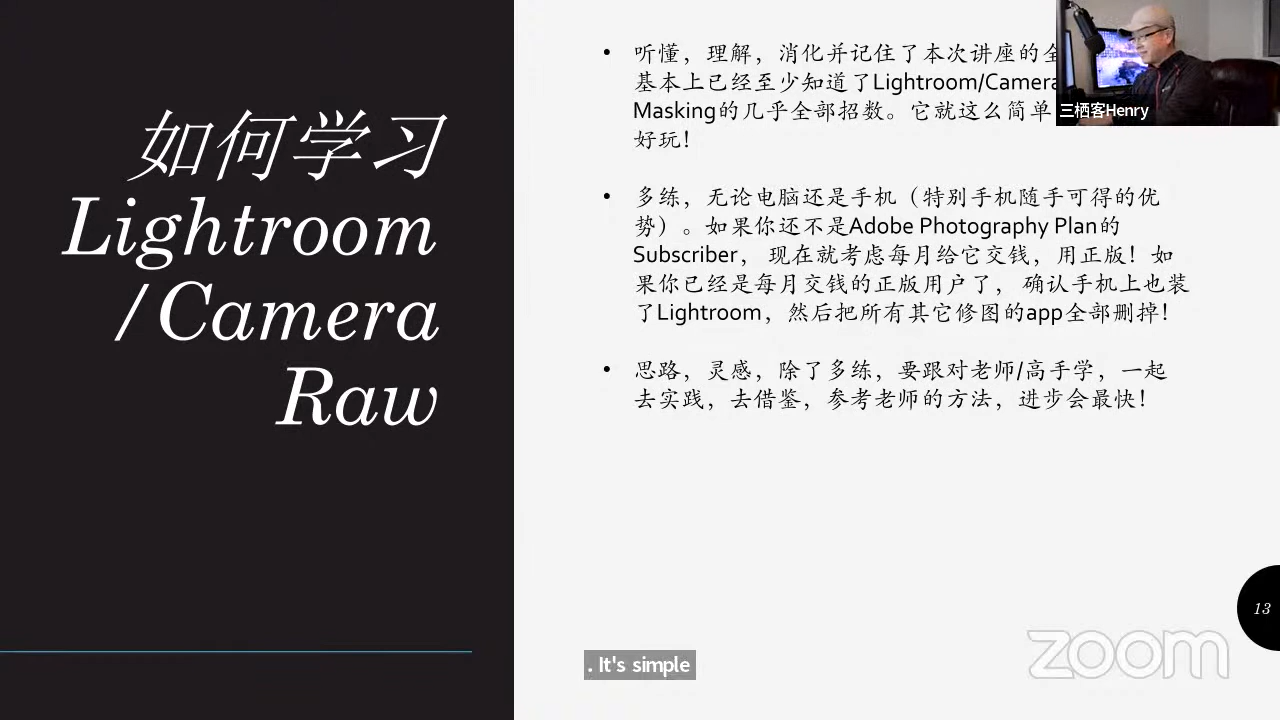 如何学习
Lightroom
/Camera
Raw
• 听懂，理解，消化并记住了本次讲座的全
基本上已经至少知道了Lightroom/Camera
Masking的几乎全部招数。它就这么简单
好玩！
• 多练，无论电脑还是手机（特别手机随手可得的优
势）。如果你还不是Adobe Photography Plan的
Subscriber， 现在就考虑每月给它交钱，用正版！如
果你已经是每月交钱的正版用户了， 确认手机上也装
了Lightroom，然后把所有其它修图的app全部删掉！
• 思路，灵感，除了多练，要跟对老师/高手学，一起
去实践，去借鉴，参考老师的方法，进步会最快！
三栖客Henry
13
. It's simple
zoom